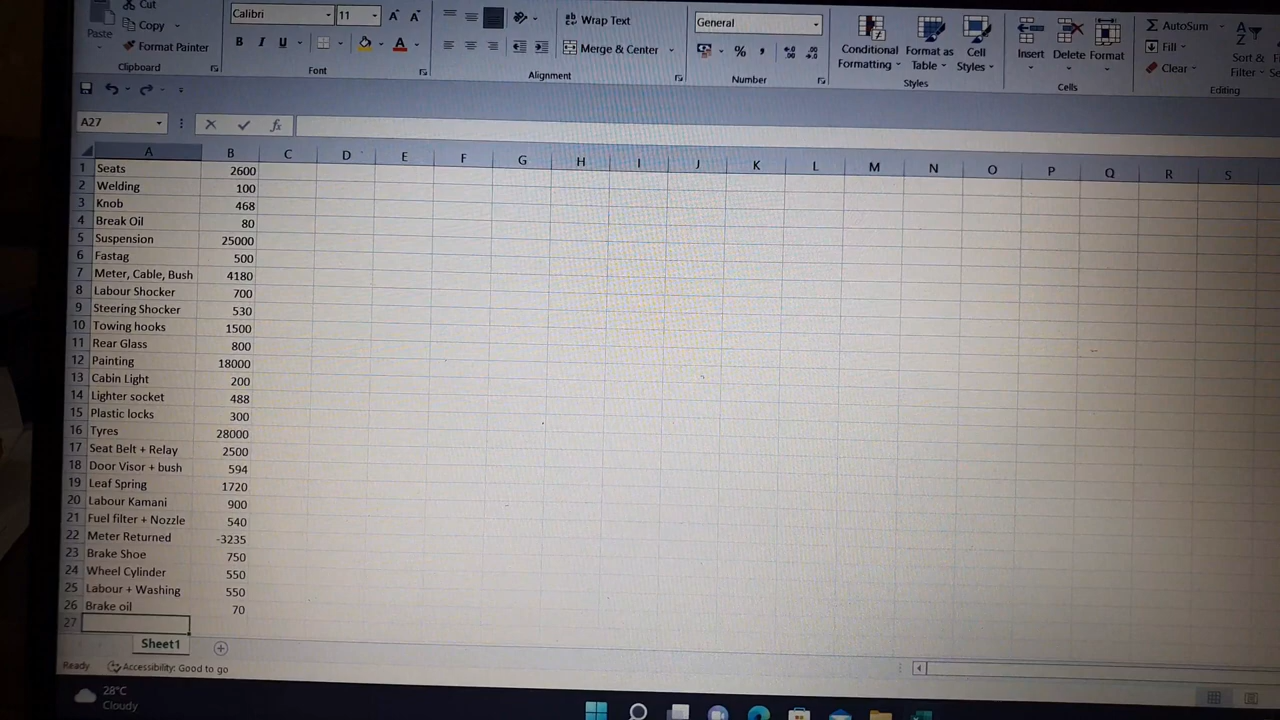 Cut
Calibri 11
General
AutoSum
Paste
Copy
Wrap Text
Conditional
Formatting
Format as
Table
Cell
Styles
Insert
Delete
Format
Fill
Sort &
Filter
Format Painter
B I U
Merge & Center
%
Clear
Clipboard
Font
Alignment
Number
Styles
Cells
Editing
A27
fx
A B C D E F G H I J K L M N O P Q R S
1 Seats 2600
2 Welding 100
3 Knob 468
4 Break Oil 80
5 Suspension 25000
6 Fastag 500
7 Meter, Cable, Bush 4180
8 Labour Shocker 700
9 Steering Shocker 530
10 Towing hooks 1500
11 Rear Glass 800
12 Painting 18000
13 Cabin Light 200
14 Lighter socket 488
15 Plastic locks 300
16 Tyres 28000
17 Seat Belt + Relay 2500
18 Door Visor + bush 594
19 Leaf Spring 1720
20 Labour Kamani 900
21 Fuel filter + Nozzle 540
22 Meter Returned -3235
23 Brake Shoe 750
24 Wheel Cylinder 550
25 Labour + Washing 550
26 Brake oil 70
27
Sheet1
Ready Accessibility: Good to go
28°C
Cloudy